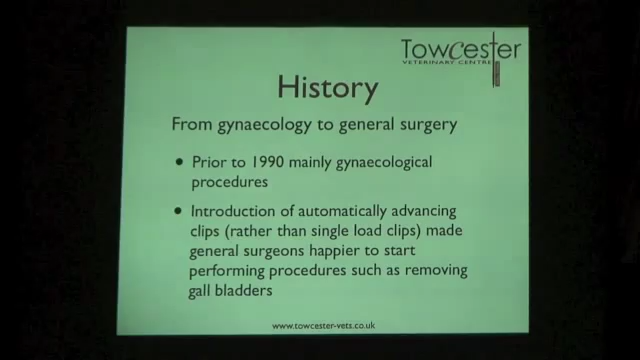 Towcester
VETERINARY CENTRE
History
From gynaecology to general surgery
• Prior to 1990 mainly gynaecological
procedures
• Introduction of automatically advancing
clips (rather than single load clips) made
general surgeons happier to start
performing procedures such as removing
gall bladders
www.towcester-vets.co.uk